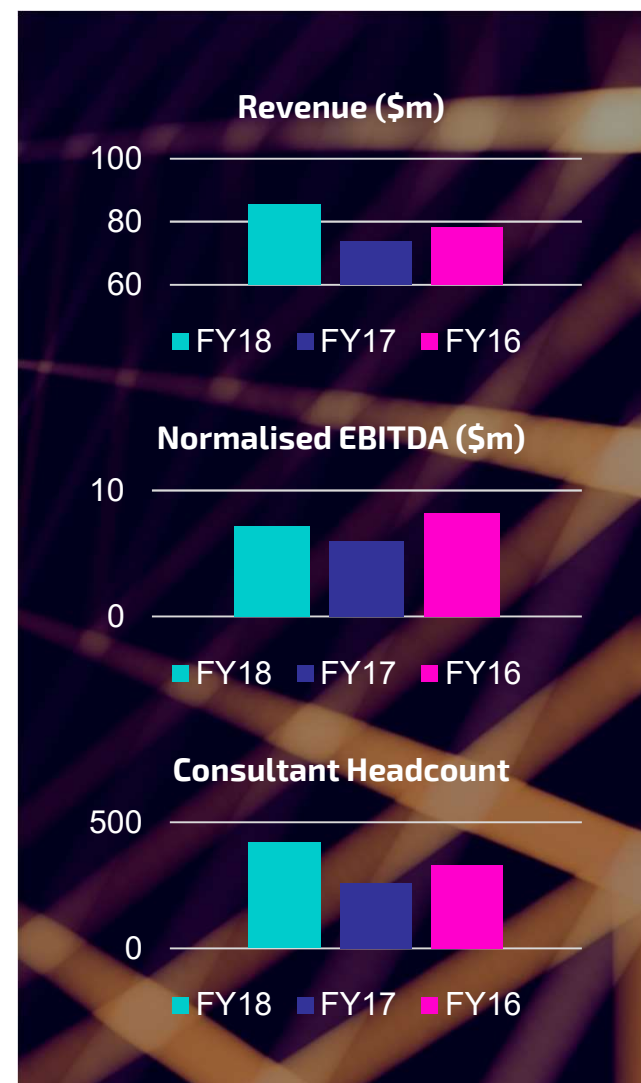 Revenue ($m)
100
80
60
FY18 FY17 FY16
Normalised EBITDA ($m)
10
0
FY18 FY17 FY16
Consultant Headcount
500
0
FY18 FY17 FY16